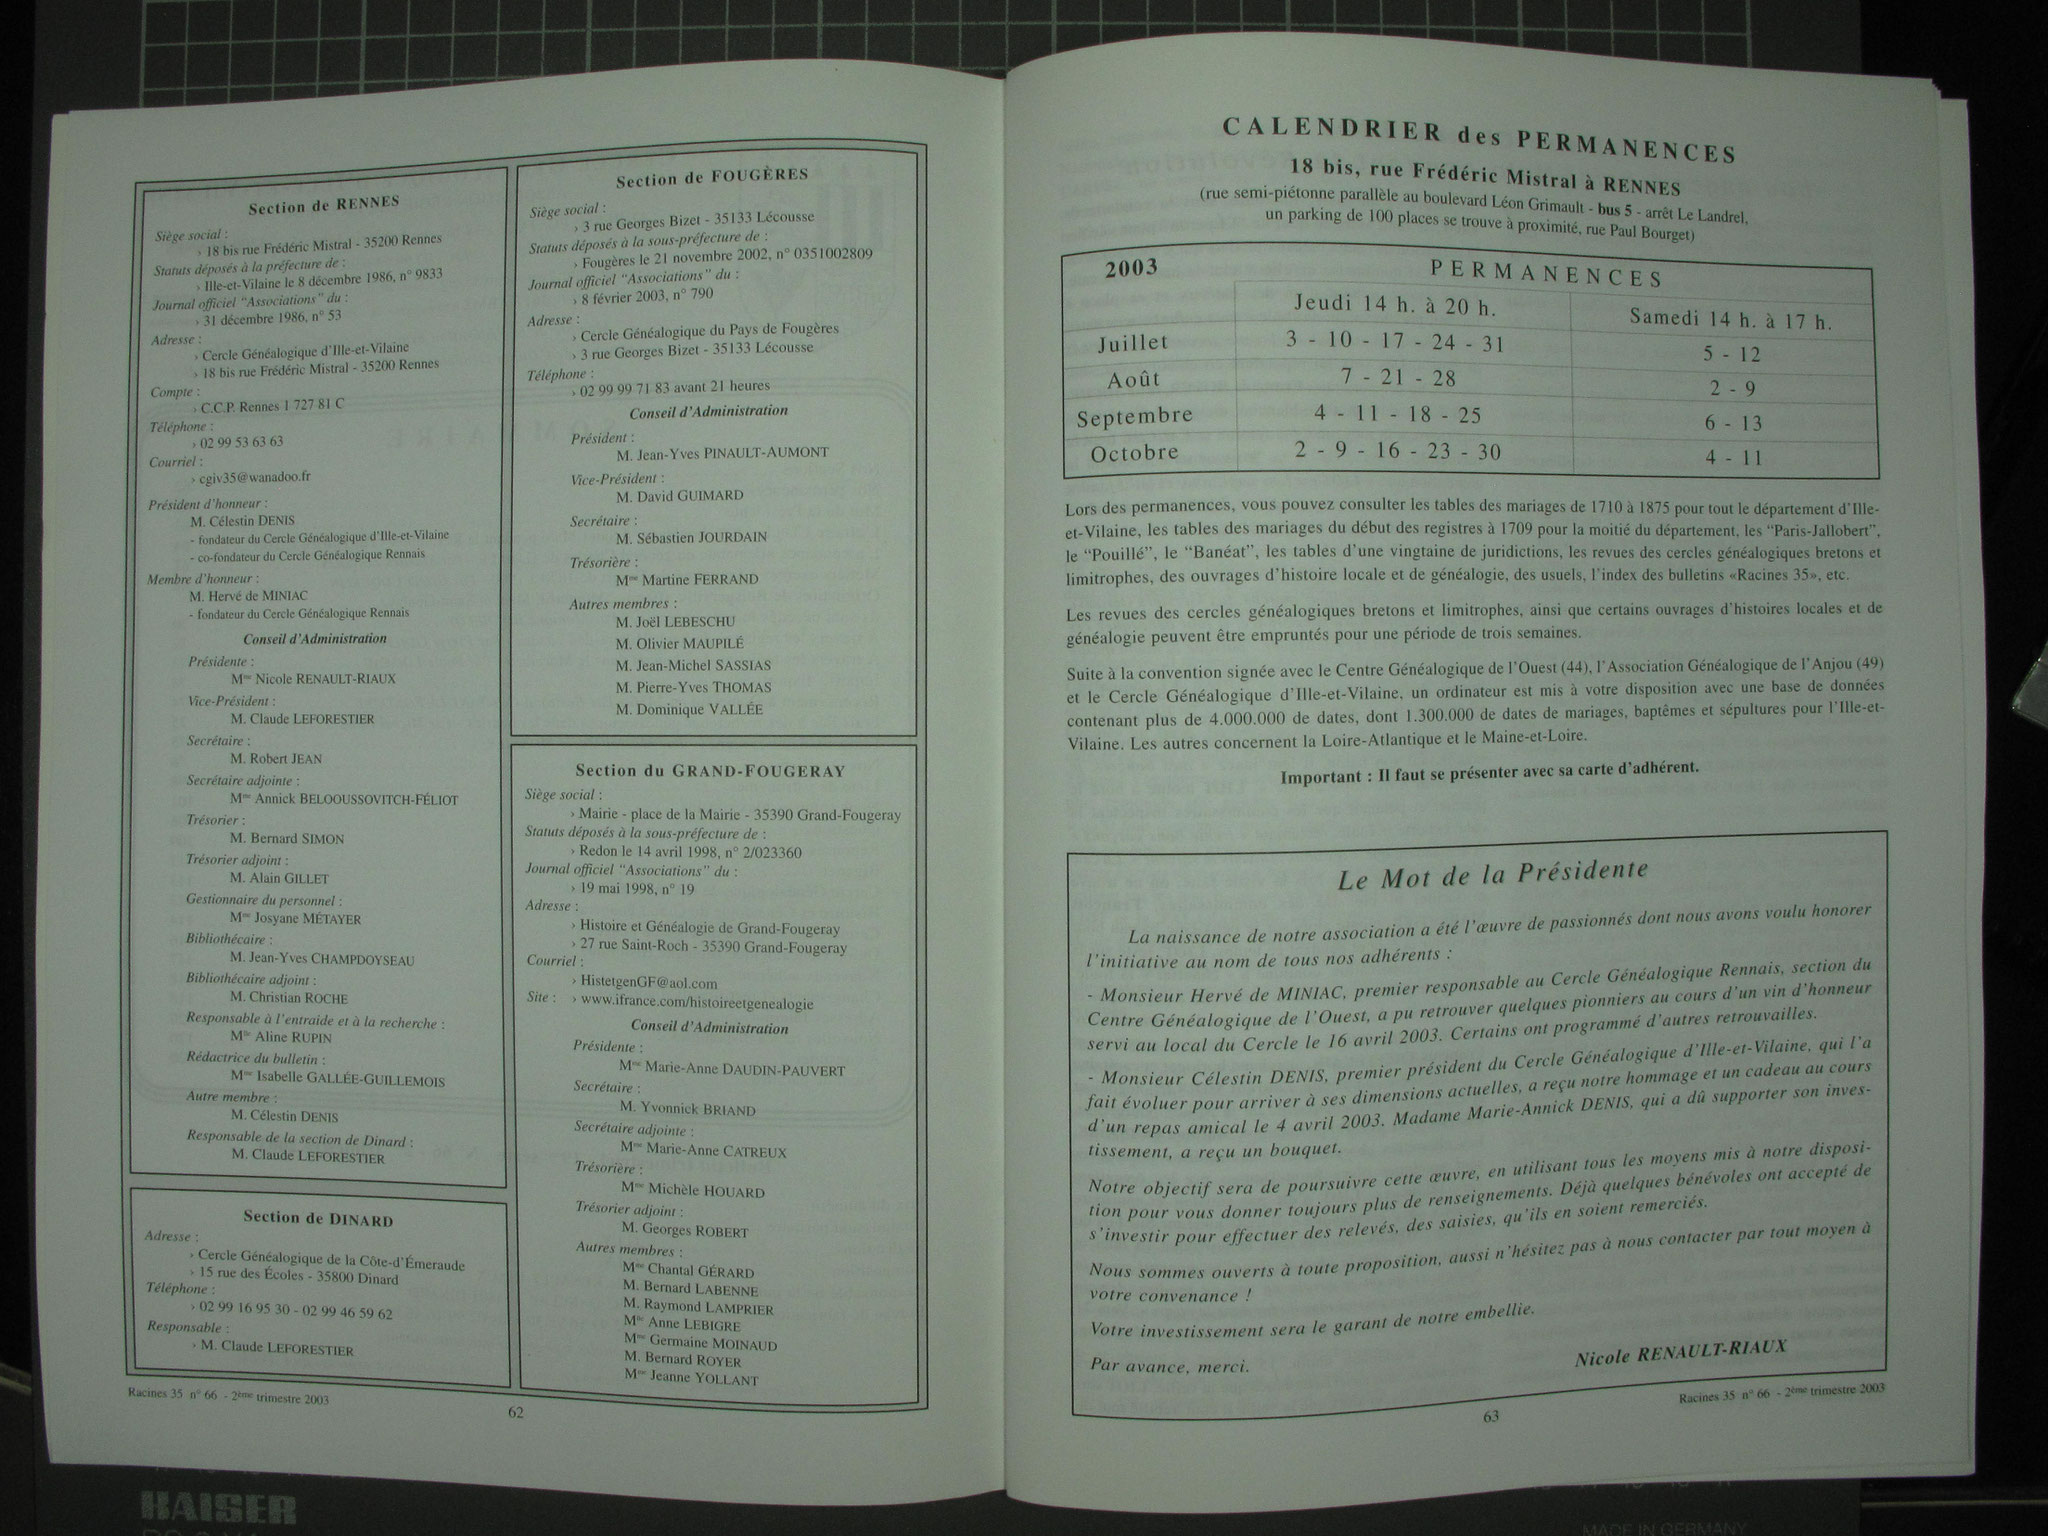 Section de RENNES
Siège social :
› 18 bis rue Frédéric Mistral - 35200 Rennes
Statuts déposés à la préfecture de :
› Ille-et-Vilaine le 8 décembre 1986, n° 9833
Journal officiel "Associations" du :
› 31 décembre 1986, n° 53
Adresse :
› Cercle Généalogique d'Ille-et-Vilaine
› 18 bis rue Frédéric Mistral - 35200 Rennes
Compte :
› C.C.P. Rennes 1 727 81 C
Téléphone :
› 02 99 53 63 63
Courriel :
› cgiv35@wanadoo.fr
Président d'honneur :
M. Célestin DENIS
- fondateur du Cercle Généalogique d'Ille-et-Vilaine
- co-fondateur du Cercle Généalogique Rennais
Membre d'honneur :
M. Hervé de MINIAC
- fondateur du Cercle Généalogique Rennais
Conseil d'Administration
Présidente :
Mme Nicole RENAULT-RIAUX
Vice-Président :
M. Claude LEFORESTIER
Secrétaire :
M. Robert JEAN
Secrétaire adjointe :
Mme Annick BELOOUSSOVITCH-FÉLIOT
Trésorier :
M. Bernard SIMON
Trésorier adjoint :
M. Alain GILLET
Gestionnaire du personnel :
Mme Josyane MÉTAYER
Bibliothécaire :
M. Jean-Yves CHAMPDOYSEAU
Bibliothécaire adjoint :
M. Christian ROCHE
Responsable à l'entraide et à la recherche :
Mlle Aline RUPIN
Rédactrice du bulletin :
Mme Isabelle GALLÉE-GUILLEMOIS
Autre membre :
M. Célestin DENIS
Responsable de la section de Dinard :
M. Claude LEFORESTIER
Section de DINARD
Adresse :
› Cercle Généalogique de la Côte-d'Émeraude
› 15 rue des Écoles - 35800 Dinard
Téléphone :
› 02 99 16 95 30 - 02 99 46 59 62
Responsable :
› M. Claude LEFORESTIER
Section de FOUGÈRES
Siège social :
› 3 rue Georges Bizet - 35133 Lécousse
Statuts déposés à la sous-préfecture de :
› Fougères le 21 novembre 2002, n° 0351002809
Journal officiel "Associations" du :
› 8 février 2003, n° 790
Adresse :
› Cercle Généalogique du Pays de Fougères
› 3 rue Georges Bizet - 35133 Lécousse
Téléphone :
› 02 99 99 71 83 avant 21 heures
Conseil d'Administration
Président :
M. Jean-Yves PINAULT-AUMONT
Vice-Président :
M. David GUIMARD
Secrétaire :
M. Sébastien JOURDAIN
Trésorière :
Mme Martine FERRAND
Autres membres :
M. Joël LEBESCHU
M. Olivier MAUPILÉ
M. Jean-Michel SASSIAS
M. Pierre-Yves THOMAS
M. Dominique VALLÉE
Section du GRAND-FOUGERAY
Siège social :
› Mairie - place de la Mairie - 35390 Grand-Fougeray
Statuts déposés à la sous-préfecture de :
› Redon le 14 avril 1998, n° 2/023360
Journal officiel "Associations" du :
› 19 mai 1998, n° 19
Adresse :
› Histoire et Généalogie de Grand-Fougeray
› 27 rue Saint-Roch - 35390 Grand-Fougeray
Courriel :
› HistetgenGF@aol.com
Site : › www.ifrance.com/histoireetgenealogie
Conseil d'Administration
Présidente :
Mme Marie-Anne DAUDIN-PAUVERT
Secrétaire :
M. Yvonnick BRIAND
Secrétaire adjointe :
Mme Marie-Anne CATREUX
Trésorière :
Mme Michèle HOUARD
Trésorier adjoint :
M. Georges ROBERT
Autres membres :
Mme Chantal GÉRARD
M. Bernard LABENNE
M. Raymond LAMPRIER
Mlle Anne LEBIGRE
Mme Germaine MOINAUD
M. Bernard ROYER
Mme Jeanne YOLLANT
Racines 35 n° 66 - 2ème trimestre 2003
62
CALENDRIER des PERMANENCES
18 bis, rue Frédéric Mistral à RENNES
(rue semi-piétonne parallèle au boulevard Léon Grimault - bus 5 - arrêt Le Landrel,
un parking de 100 places se trouve à proximité, rue Paul Bourget)
2003 PERMANENCES
Jeudi 14 h. à 20 h. Samedi 14 h. à 17 h.
Juillet 3 - 10 - 17 - 24 - 31 5 - 12
Août 7 - 21 - 28 2 - 9
Septembre 4 - 11 - 18 - 25 6 - 13
Octobre 2 - 9 - 16 - 23 - 30 4 - 11
Lors des permanences, vous pouvez consulter les tables des mariages de 1710 à 1875 pour tout le département d'Ille-
et-Vilaine, les tables des mariages du début des registres à 1709 pour la moitié du département, les "Paris-Jallobert",
le "Pouillé", le "Banéat", les tables d'une vingtaine de juridictions, les revues des cercles généalogiques bretons et
limitrophes, des ouvrages d'histoire locale et de généalogie, des usuels, l'index des bulletins «Racines 35», etc.
Les revues des cercles généalogiques bretons et limitrophes, ainsi que certains ouvrages d'histoires locales et de
généalogie peuvent être empruntés pour une période de trois semaines.
Suite à la convention signée avec le Centre Généalogique de l'Ouest (44), l'Association Généalogique de l'Anjou (49)
et le Cercle Généalogique d'Ille-et-Vilaine, un ordinateur est mis à votre disposition avec une base de données
contenant plus de 4.000.000 de dates, dont 1.300.000 de dates de mariages, baptêmes et sépultures pour l'Ille-et-
Vilaine. Les autres concernent la Loire-Atlantique et le Maine-et-Loire.
Important : Il faut se présenter avec sa carte d'adhérent.
Le Mot de la Présidente
La naissance de notre association a été l'œuvre de passionnés dont nous avons voulu honorer
l'initiative au nom de tous nos adhérents :
- Monsieur Hervé de MINIAC, premier responsable au Cercle Généalogique Rennais, section du
Centre Généalogique de l'Ouest, a pu retrouver quelques pionniers au cours d'un vin d'honneur
servi au local du Cercle le 16 avril 2003. Certains ont programmé d'autres retrouvailles.
- Monsieur Célestin DENIS, premier président du Cercle Généalogique d'Ille-et-Vilaine, qui l'a
fait évoluer pour arriver à ses dimensions actuelles, a reçu notre hommage et un cadeau au cours
d'un repas amical le 4 avril 2003. Madame Marie-Annick DENIS, qui a dû supporter son inves-
tissement, a reçu un bouquet.
Notre objectif sera de poursuivre cette œuvre, en utilisant tous les moyens mis à notre disposi-
tion pour vous donner toujours plus de renseignements. Déjà quelques bénévoles ont accepté de
s'investir pour effectuer des relevés, des saisies, qu'ils en soient remerciés.
Nous sommes ouverts à toute proposition, aussi n'hésitez pas à nous contacter par tout moyen à
votre convenance !
Votre investissement sera le garant de notre embellie.
Par avance, merci.
Nicole RENAULT-RIAUX
Racines 35 n° 66 - 2ème trimestre 2003
63
KAISER
MADE IN GERMANY